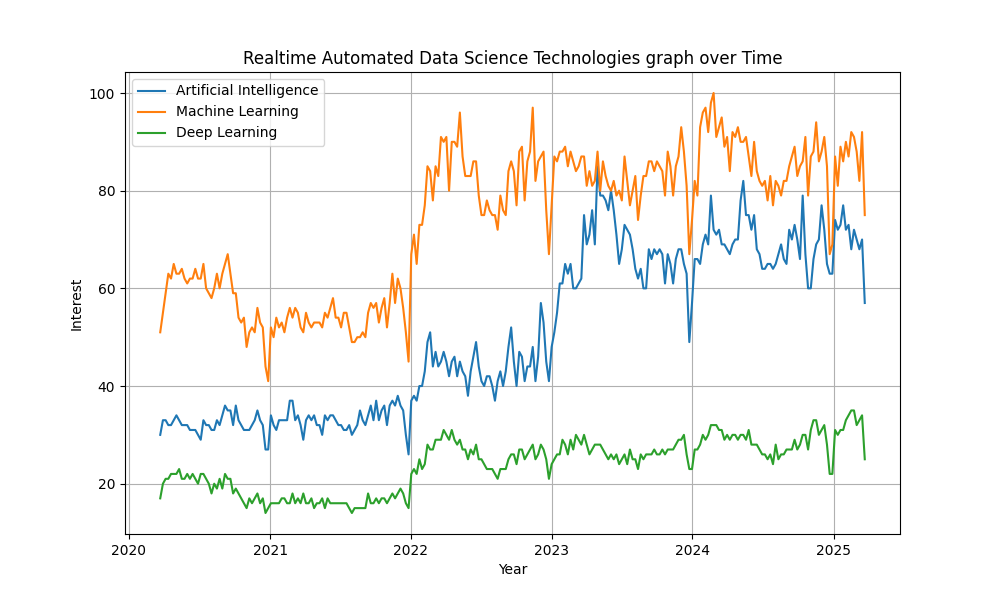 Realtime Automated Data Science Technologies graph over Time
Artificial Intelligence
Machine Learning
Deep Learning
100
80
60
40
20
Interest
2020 2021 2022 2023 2024 2025
Year